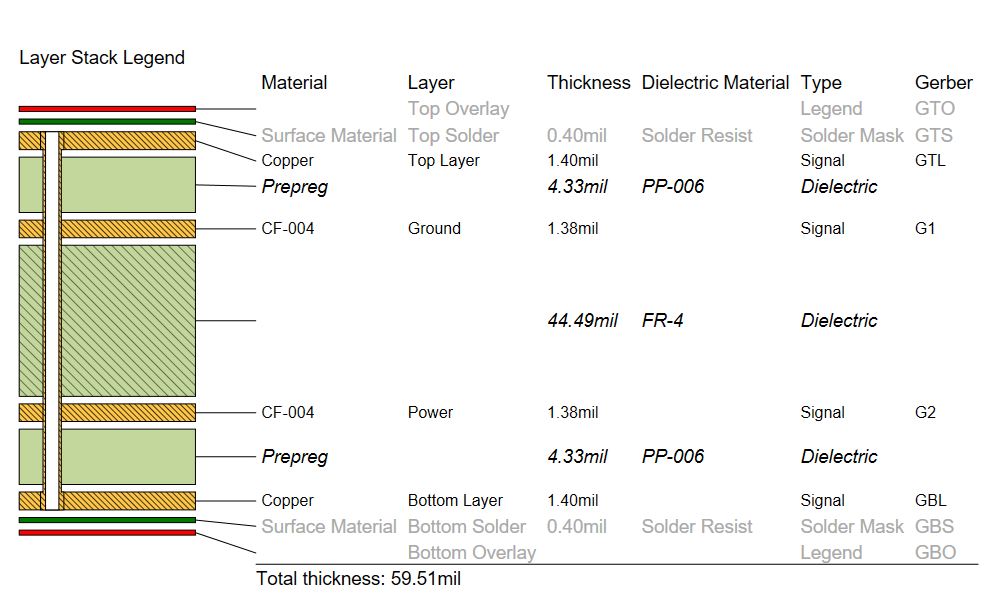 Layer Stack Legend
Material Layer Thickness Dielectric Material Type Gerber
Top Overlay Legend GTO
Surface Material Top Solder 0.40mil Solder Resist Solder Mask GTS
Copper Top Layer 1.40mil Signal GTL
Prepreg 4.33mil PP-006 Dielectric
CF-004 Ground 1.38mil Signal G1
44.49mil FR-4 Dielectric
CF-004 Power 1.38mil Signal G2
Prepreg 4.33mil PP-006 Dielectric
Copper Bottom Layer 1.40mil Signal GBL
Surface Material Bottom Solder 0.40mil Solder Resist Solder Mask GBS
Bottom Overlay Legend GBO
Total thickness: 59.51mil